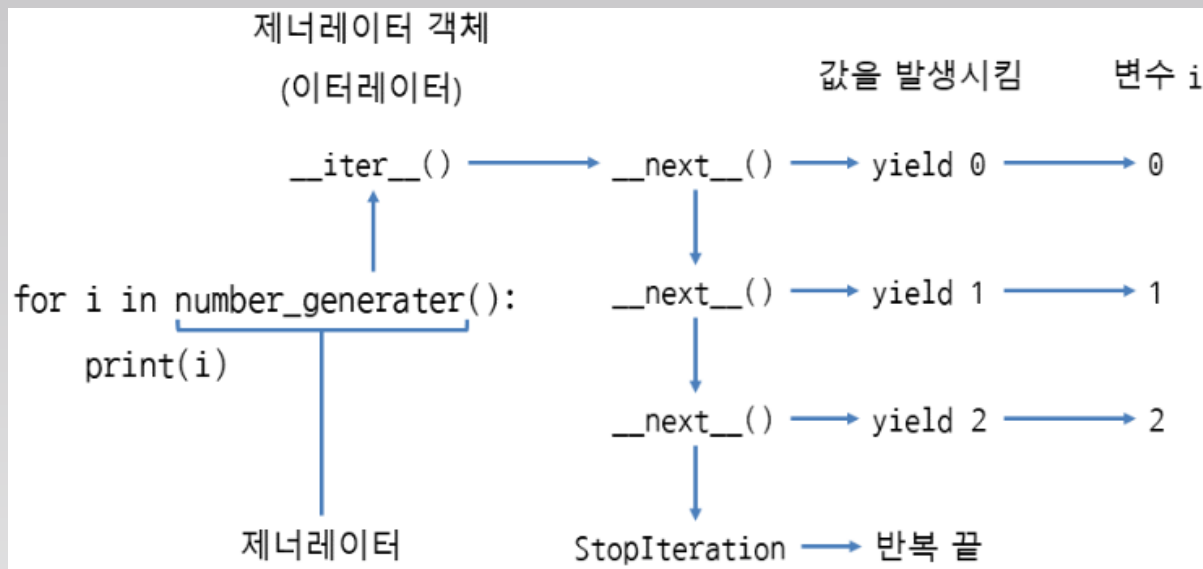 제너레이터 객체
(이터레이터)
값을 발생시킴 변수 i
__iter__() __next__() yield 0 0
for i in number_generater(): __next__() yield 1 1
print(i)
__next__() yield 2 2
제너레이터 StopIteration 반복 끝